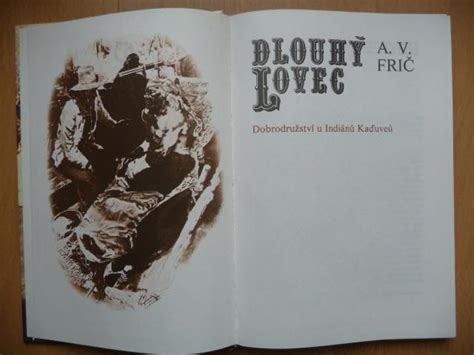 DLOUHÝ
LOVEC
A. V.
FRIČ
Dobrodružství u Indiánů Kaďuveů